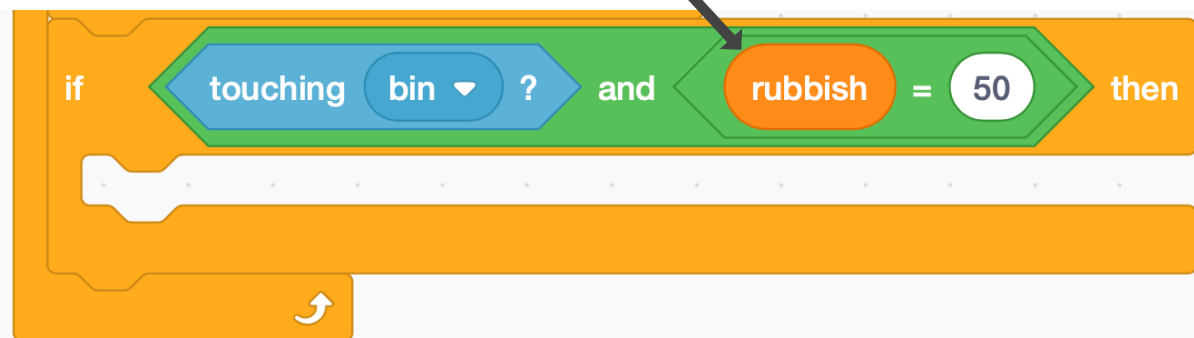 if touching bin ? and rubbish = 50 then